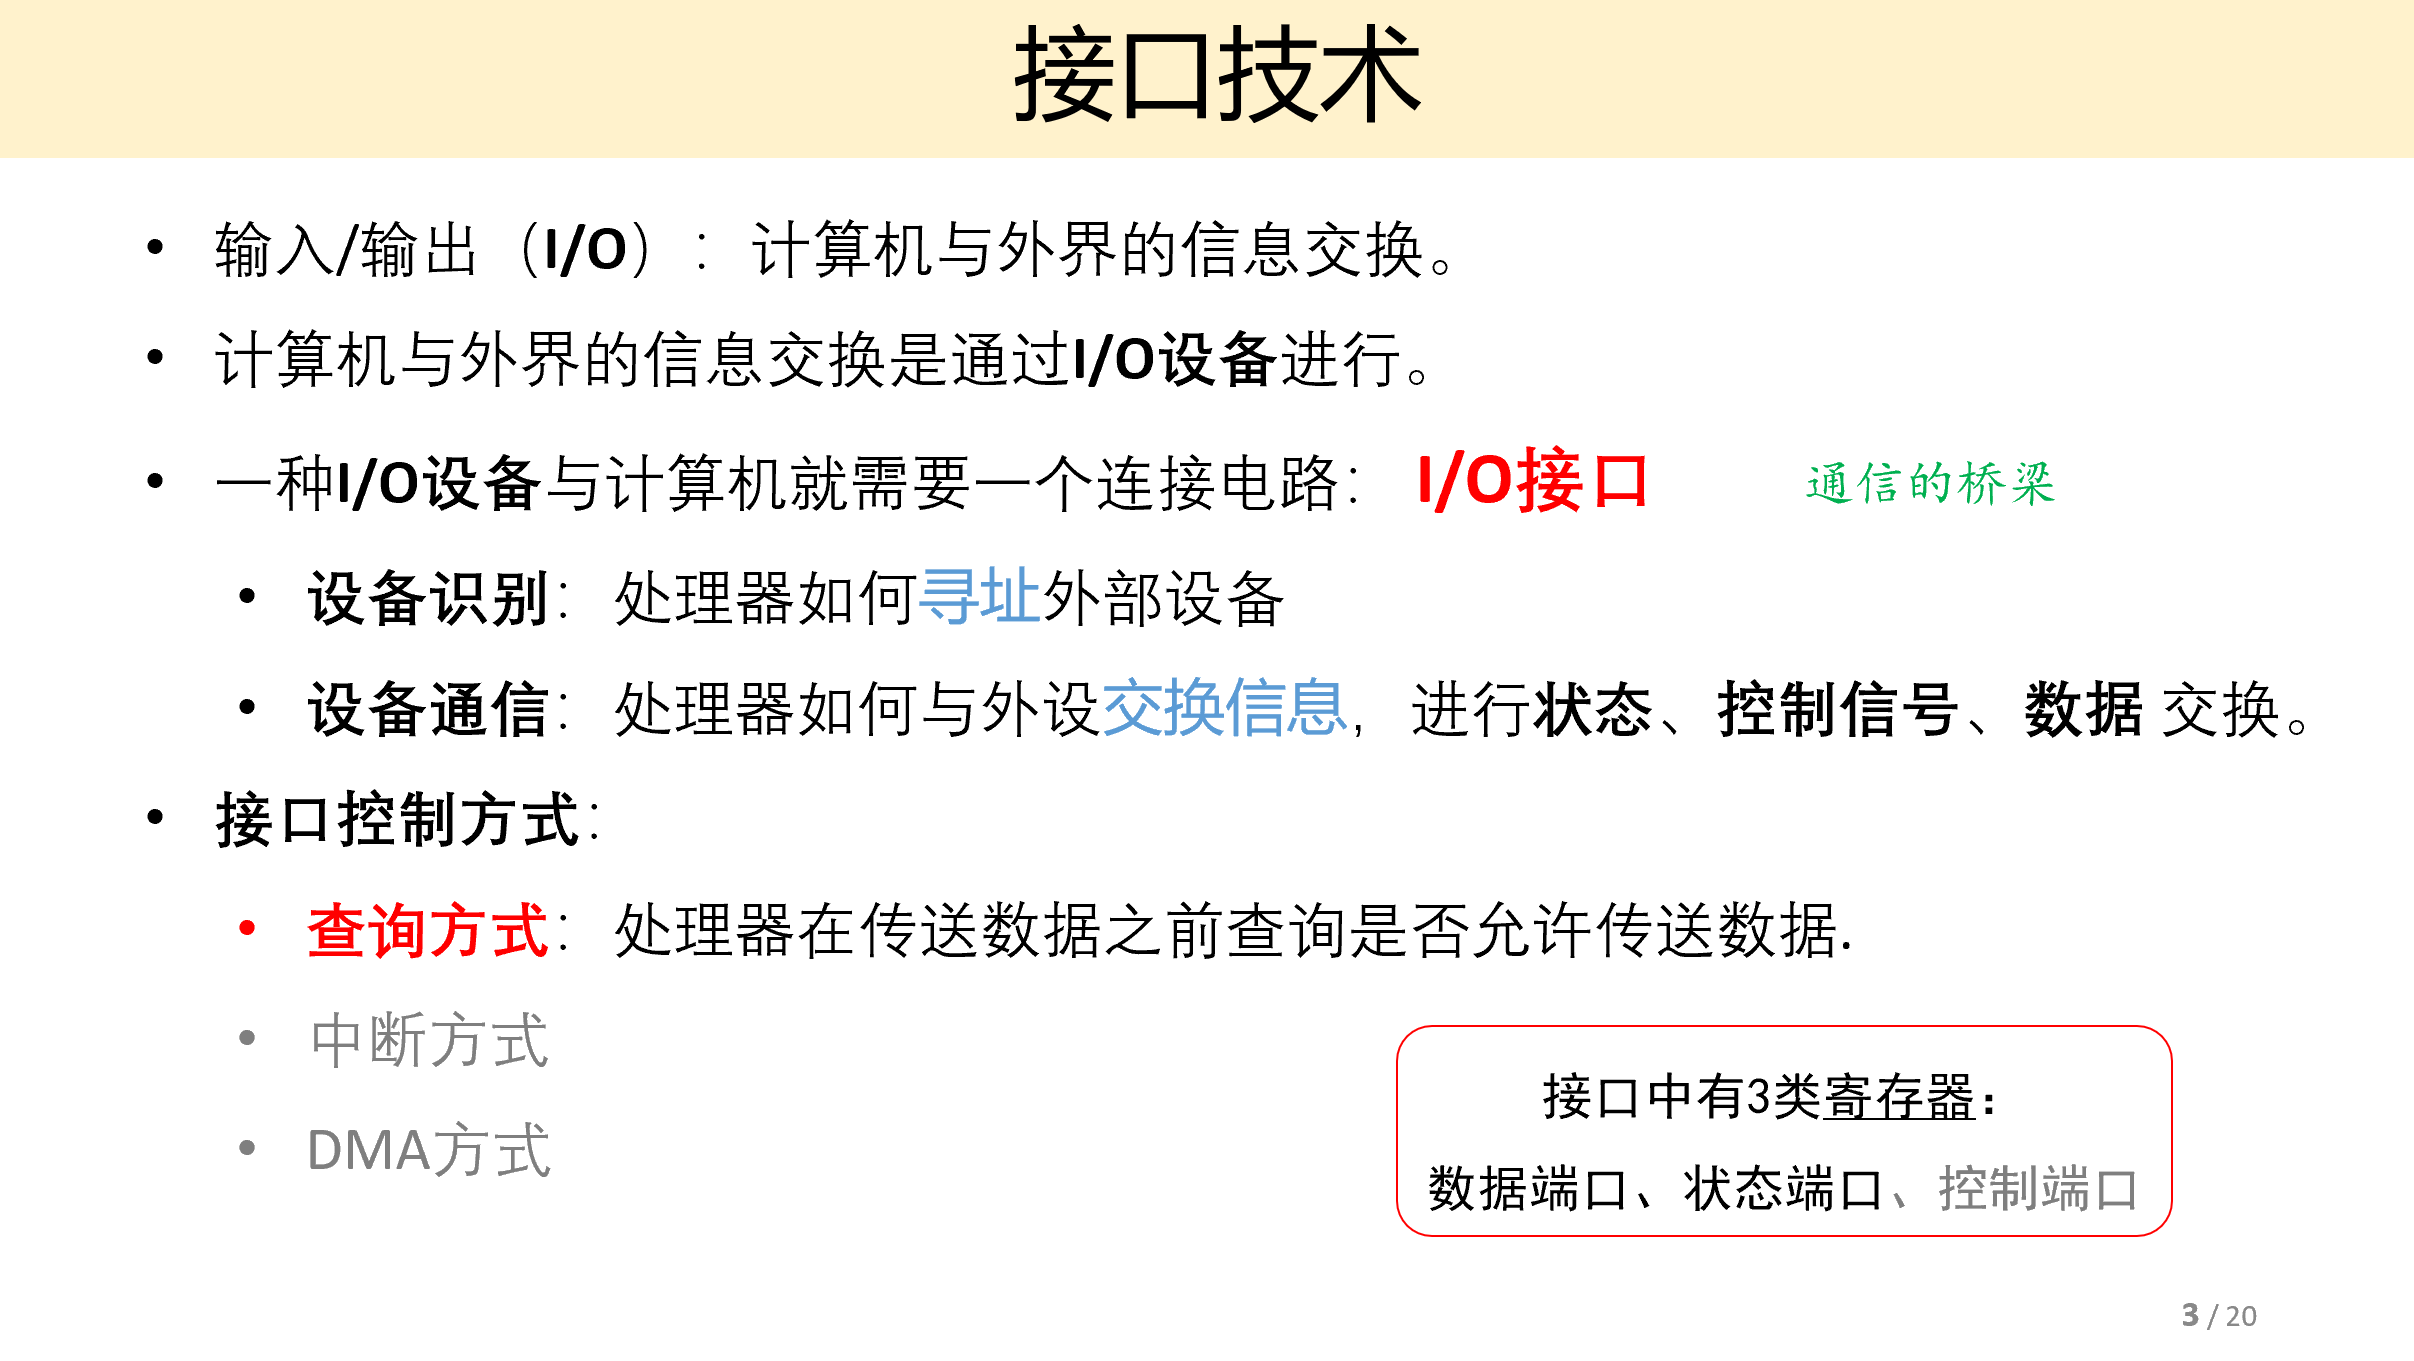 接口技术
• 输入/输出（I/O）：计算机与外界的信息交换。
• 计算机与外界的信息交换是通过I/O设备进行。
• 一种I/O设备与计算机就需要一个连接电路：I/O接口 通信的桥梁
• 设备识别：处理器如何寻址外部设备
• 设备通信：处理器如何与外设交换信息，进行状态、控制信号、数据 交换。
• 接口控制方式：
• 查询方式：处理器在传送数据之前查询是否允许传送数据.
• 中断方式
• DMA方式
接口中有3类寄存器：
数据端口、状态端口、控制端口
3 / 20